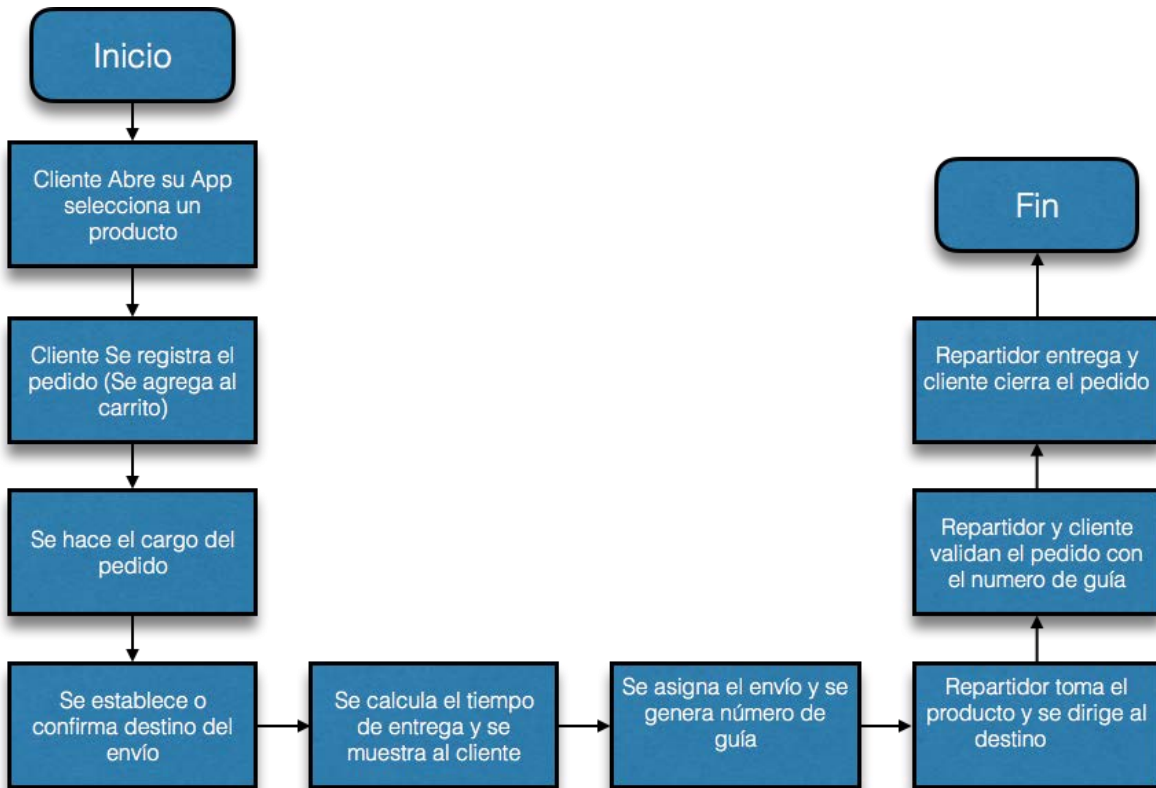 Inicio
Cliente Abre su App
selecciona un
producto
Cliente Se registra el
pedido (Se agrega al
carrito)
Se hace el cargo del
pedido
Se establece o
confirma destino del
envío
Se calcula el tiempo
de entrega y se
muestra al cliente
Se asigna el envío y se
genera número de
guía
Repartidor toma el
producto y se dirige al
destino
Repartidor y cliente
validan el pedido con
el numero de guía
Repartidor entrega y
cliente cierra el pedido
Fin